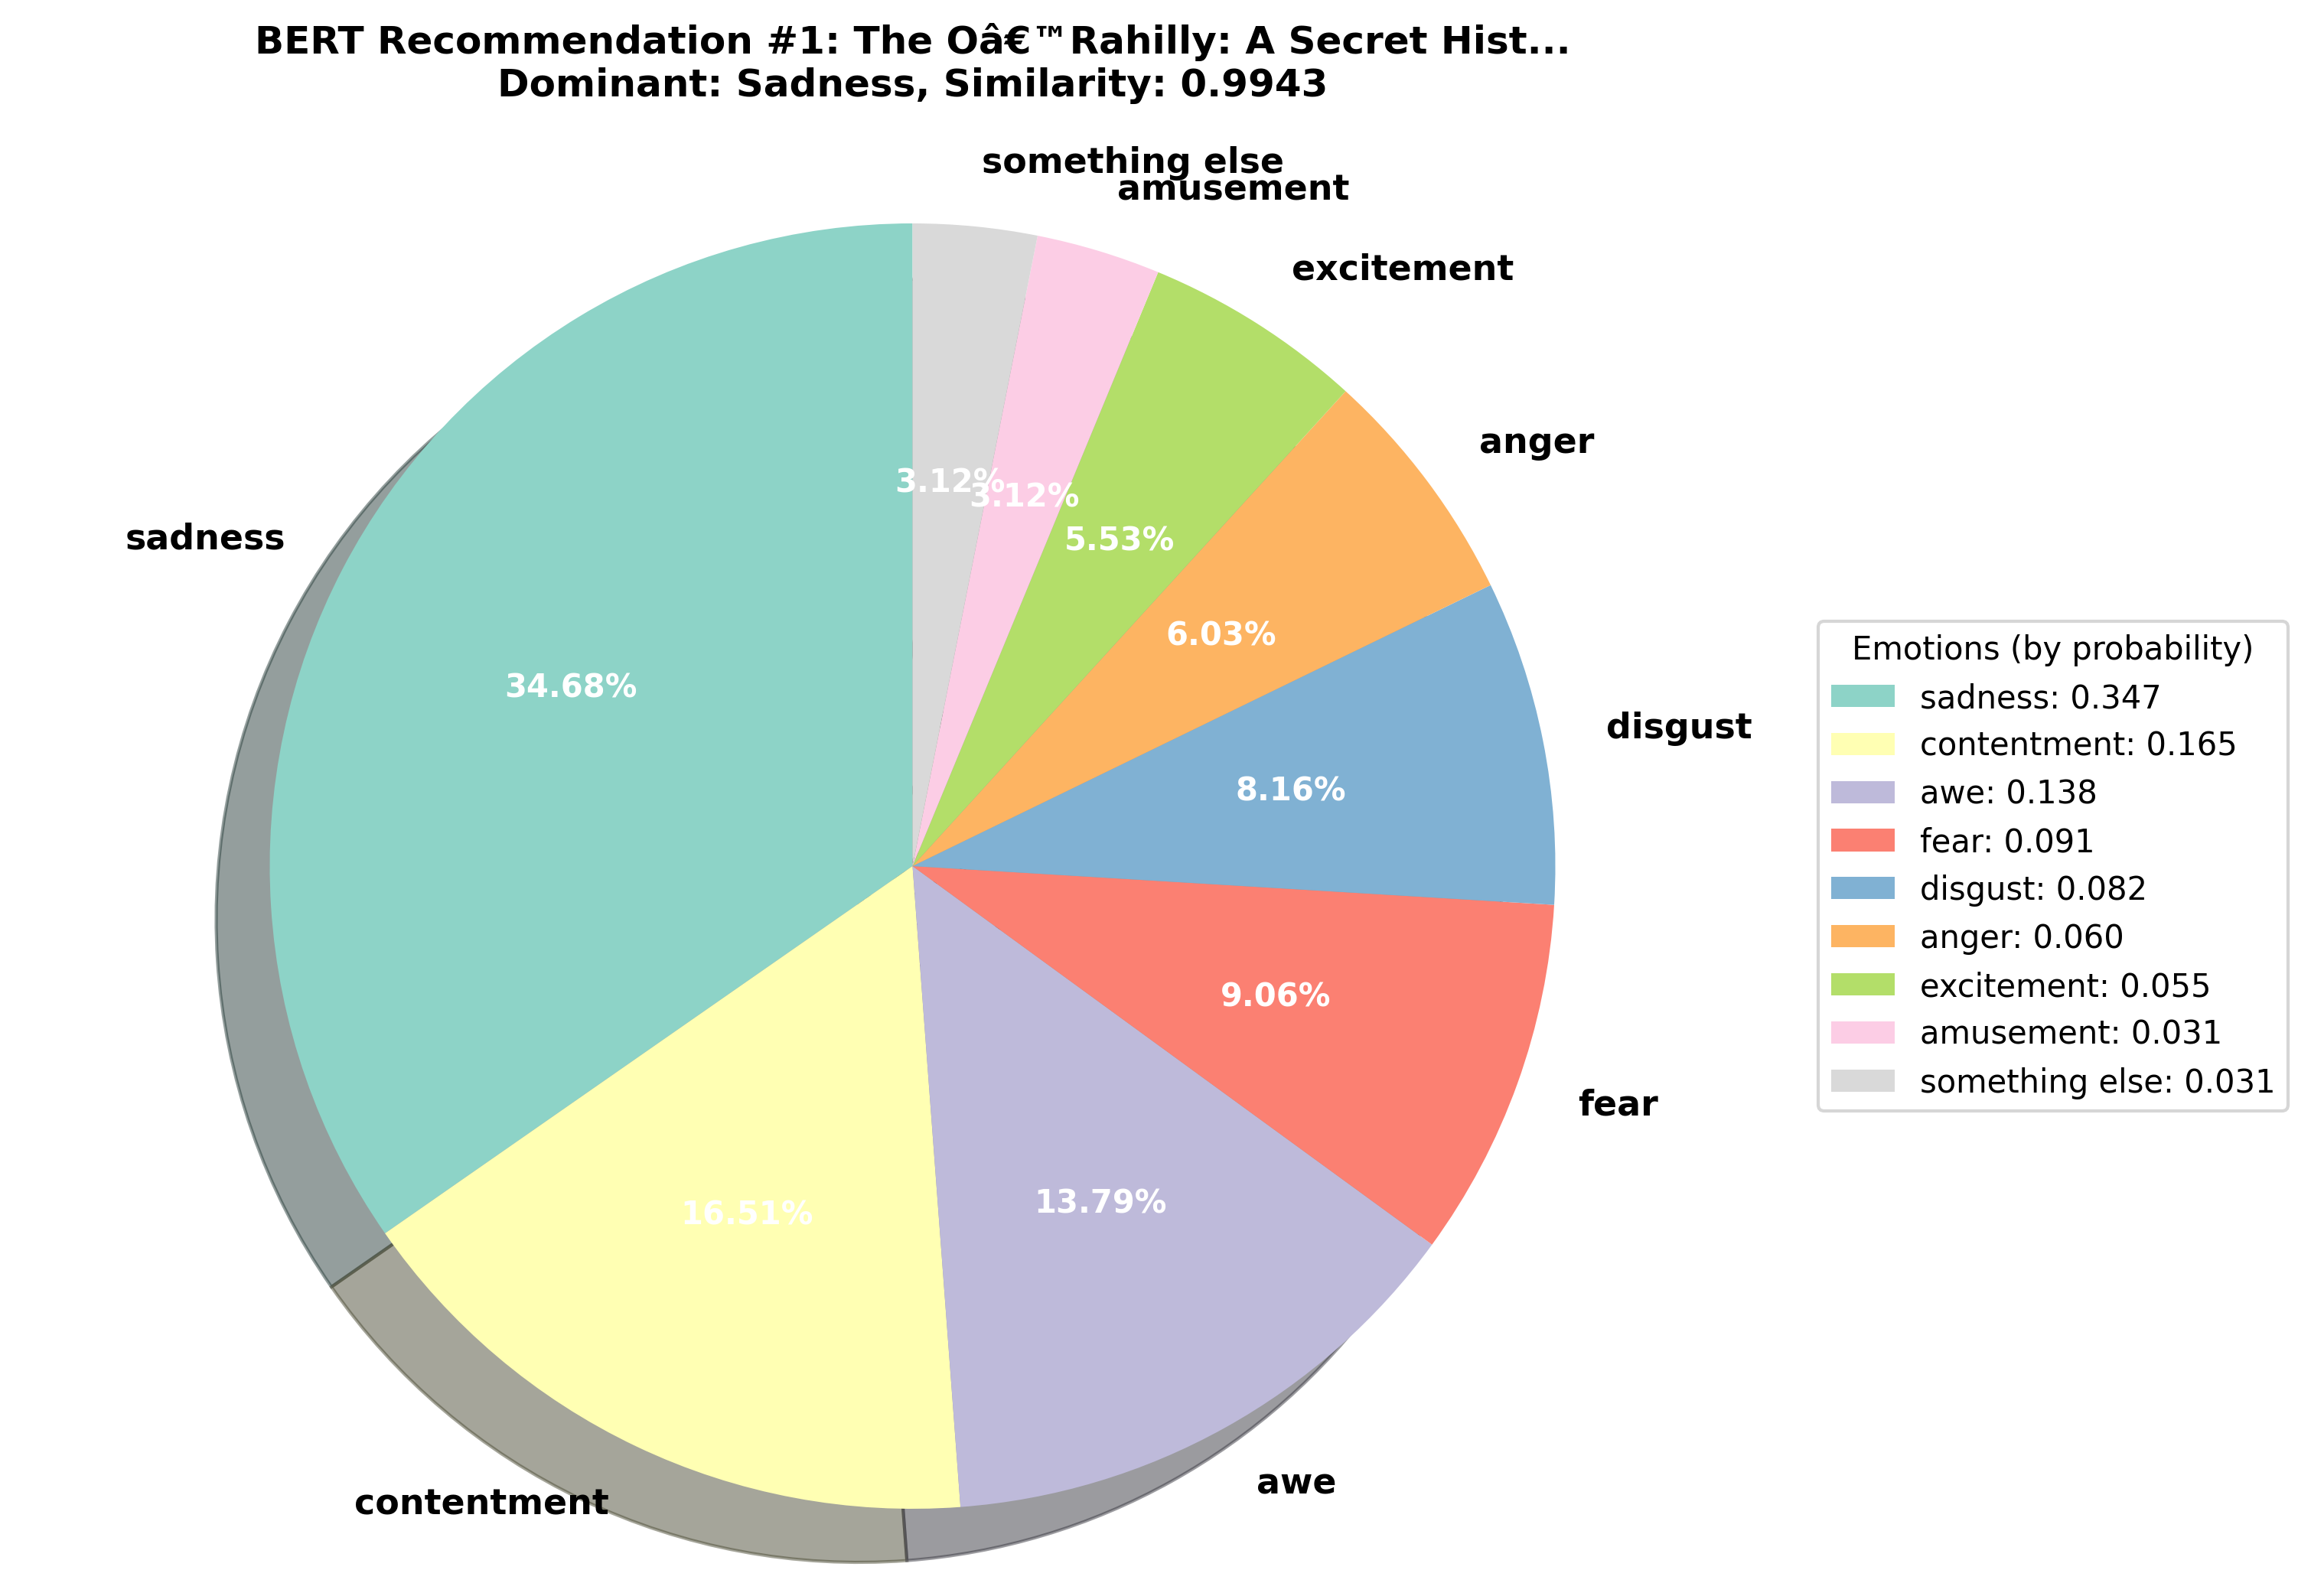 BERT Recommendation #1: The Oâ€™Rahilly: A Secret Hist...
Dominant: Sadness, Similarity: 0.9943
something else
amusement
excitement
anger
sadness
disgust
fear
awe
contentment
3.12%
3.12%
5.53%
6.03%
34.68%
8.16%
9.06%
13.79%
16.51%
Emotions (by probability)
sadness: 0.347
contentment: 0.165
awe: 0.138
fear: 0.091
disgust: 0.082
anger: 0.060
excitement: 0.055
amusement: 0.031
something else: 0.031